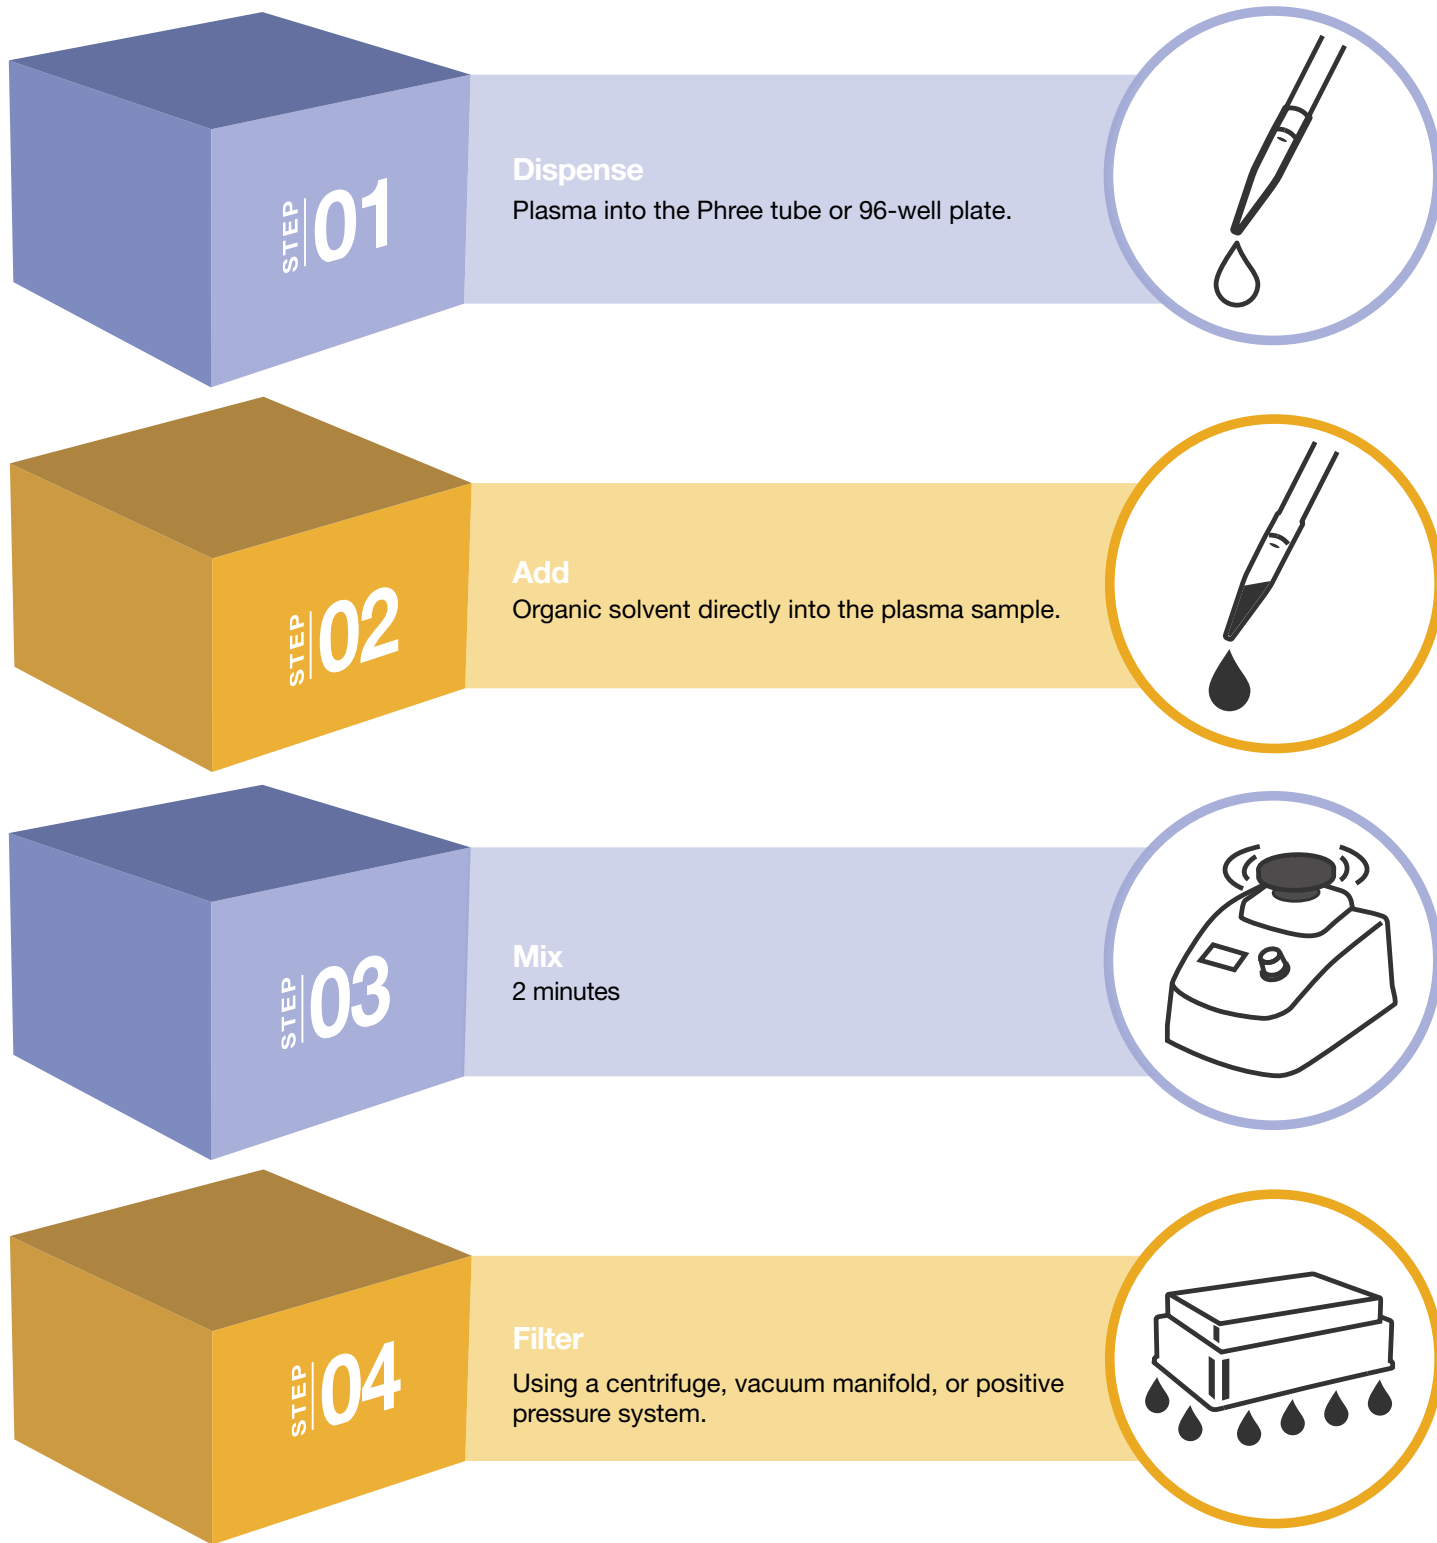 STEP
01
Dispense
Plasma into the Phree tube or 96-well plate.
STEP
02
Add
Organic solvent directly into the plasma sample.
STEP
03
Mix
2 minutes
STEP
04
Filter
Using a centrifuge, vacuum manifold, or positive
pressure system.